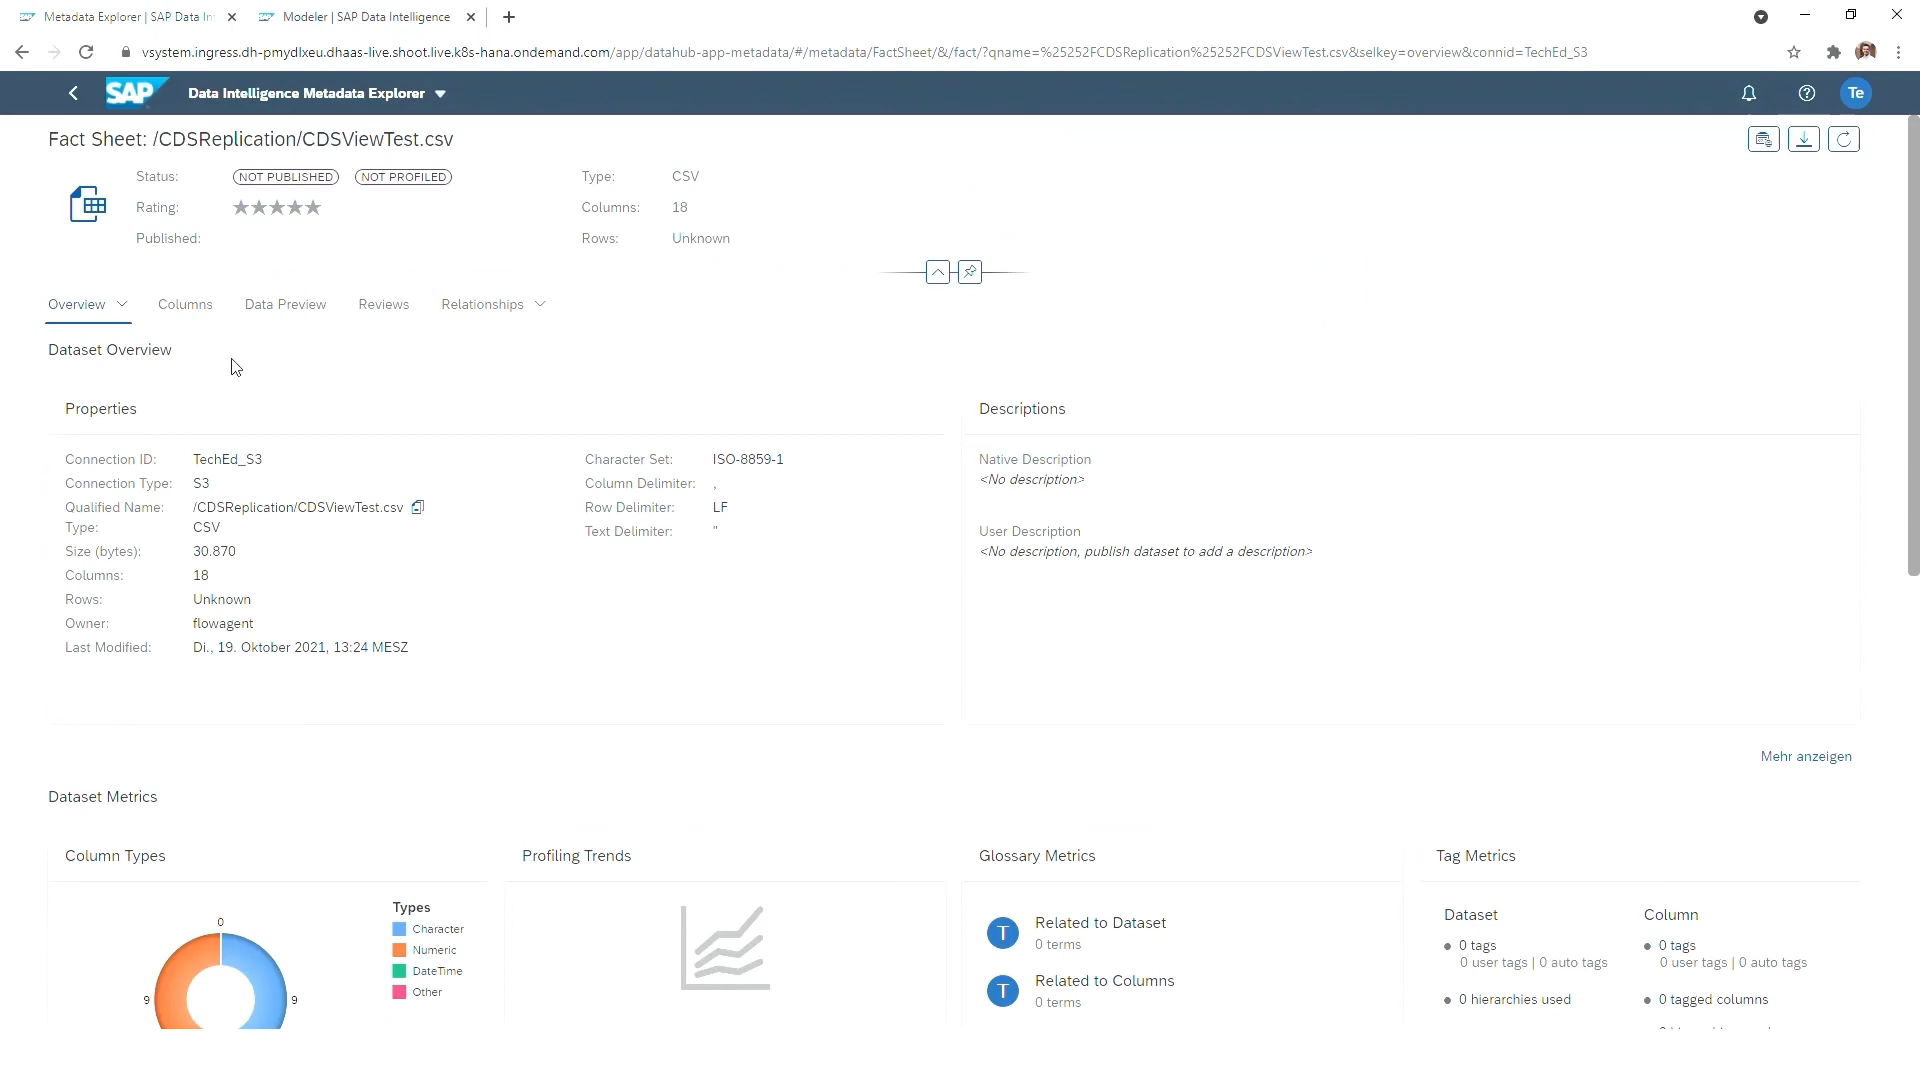 Metadata Explorer | SAP Data In
Modeler | SAP Data Intelligence
vsystem.ingress.dh-pmydlxeu.dhaas-live.shoot.live.k8s-hana.ondemand.com/app/datahub-app-metadata/#/metadata/FactSheet/&/fact/?qname=%25252FCDSReplication%25252FCDSViewTest.csv&selkey=overview&connid=TechEd_S3
SAP Data Intelligence Metadata Explorer
Te
Fact Sheet: /CDSReplication/CDSViewTest.csv
Status: NOT PUBLISHED NOT PROFILED Type: CSV
Rating: Columns: 18
Published: Rows: Unknown
Overview Columns Data Preview Reviews Relationships
Dataset Overview
Properties
Connection ID: TechEd_S3 Character Set: ISO-8859-1
Connection Type: S3 Column Delimiter: ,
Qualified Name: /CDSReplication/CDSViewTest.csv Row Delimiter: LF
Type: CSV Text Delimiter: "
Size (bytes): 30.870
Columns: 18
Rows: Unknown
Owner: flowagent
Last Modified: Di., 19. Oktober 2021, 13:24 MESZ
Descriptions
Native Description
<No description>
User Description
<No description, publish dataset to add a description>
Mehr anzeigen
Dataset Metrics
Column Types
0
9
9
Types
Character
Numeric
DateTime
Other
Profiling Trends
Glossary Metrics
T Related to Dataset
0 terms
T Related to Columns
0 terms
Tag Metrics
Dataset
0 tags
0 user tags | 0 auto tags
0 hierarchies used
Column
0 tags
0 user tags | 0 auto tags
0 tagged columns